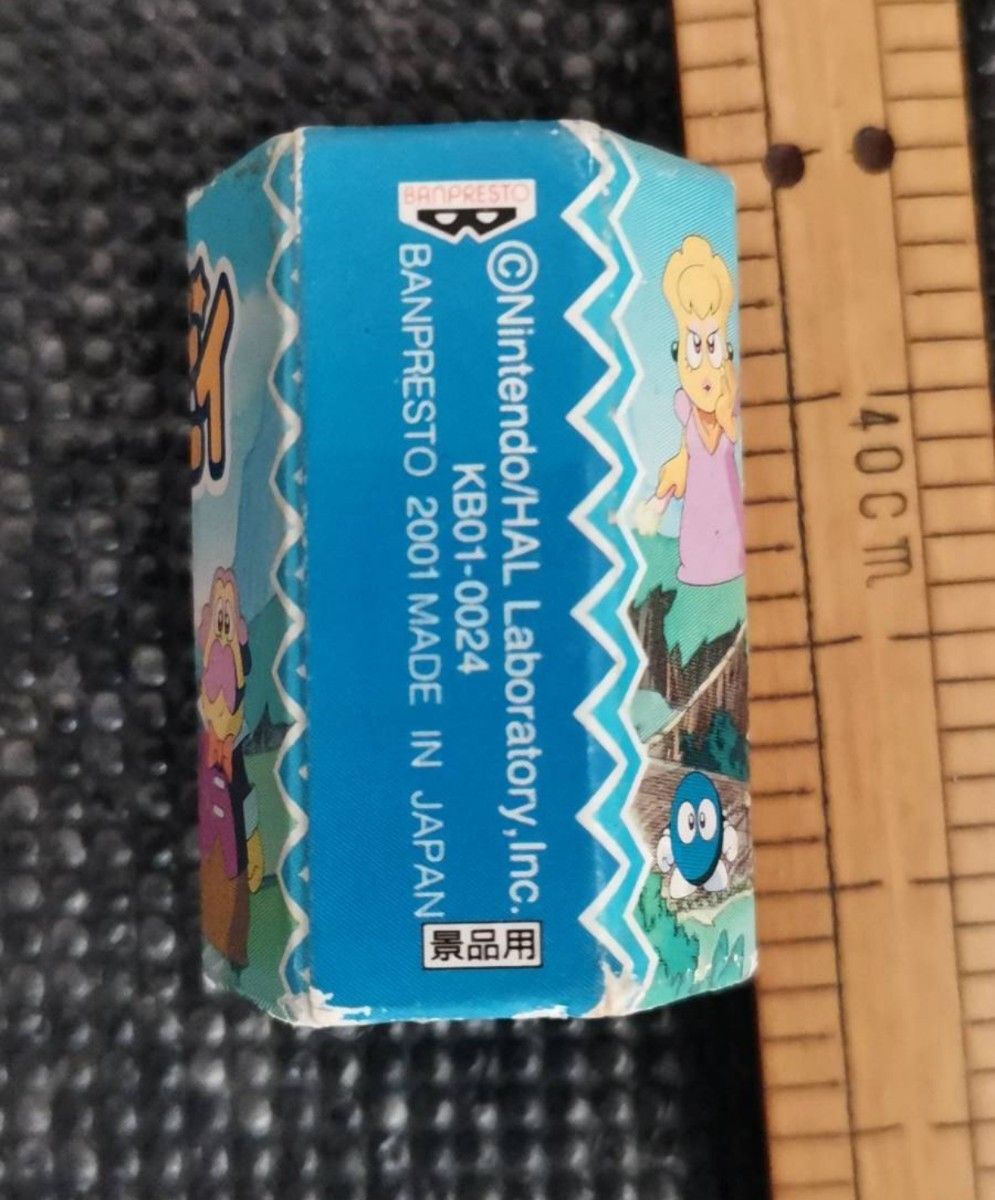 BANPRESTO
©Nintendo/HAL Laboratory,Inc.
KB01-0024
BANPRESTO 2001 MADE IN JAPAN
景品用
40cm